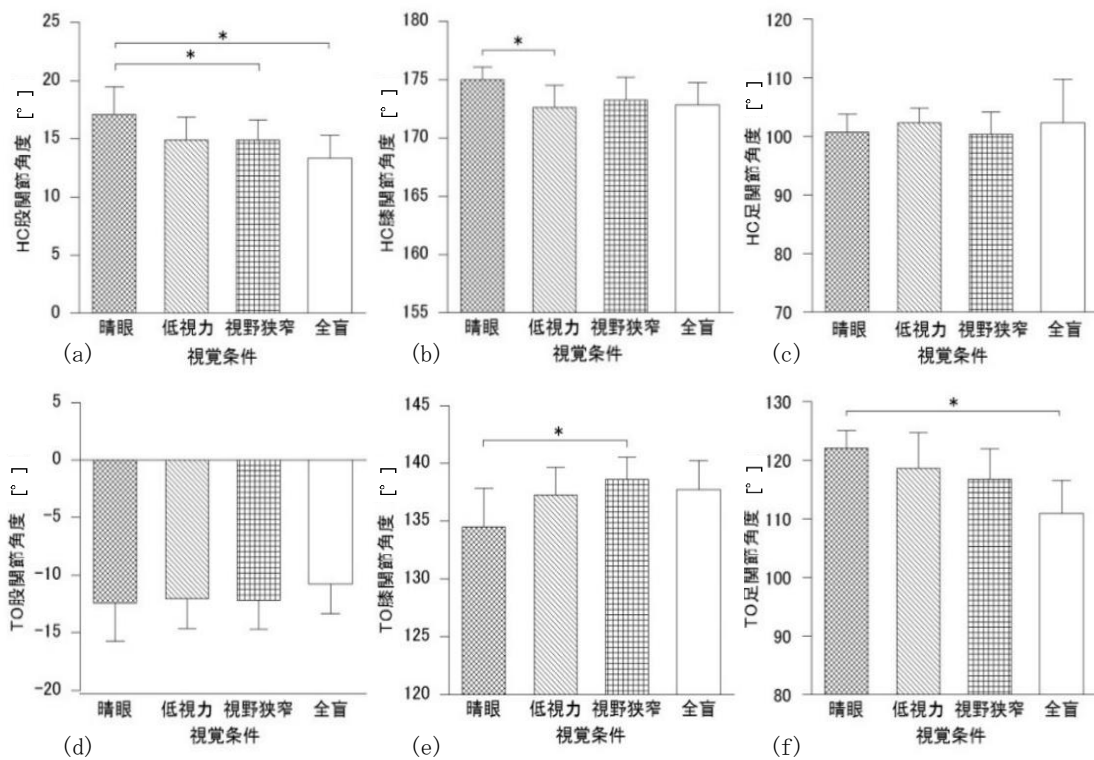 HC股関節角度 [°]
25
20
15
10
5
0
*
*
晴眼 低視力 視野狭窄 全盲
視覚条件
(a)
HC膝関節角度 [°]
180
175
170
165
160
155
*
晴眼 低視力 視野狭窄 全盲
視覚条件
(b)
HC足関節角度 [°]
120
110
100
90
80
70
晴眼 低視力 視野狭窄 全盲
視覚条件
(c)
TO股関節角度 [°]
5
0
-5
-10
-15
-20
晴眼 低視力 視野狭窄 全盲
視覚条件
(d)
TO膝関節角度 [°]
145
140
135
130
125
120
*
晴眼 低視力 視野狭窄 全盲
視覚条件
(e)
TO足関節角度 [°]
130
120
110
100
90
80
*
晴眼 低視力 視野狭窄 全盲
視覚条件
(f)